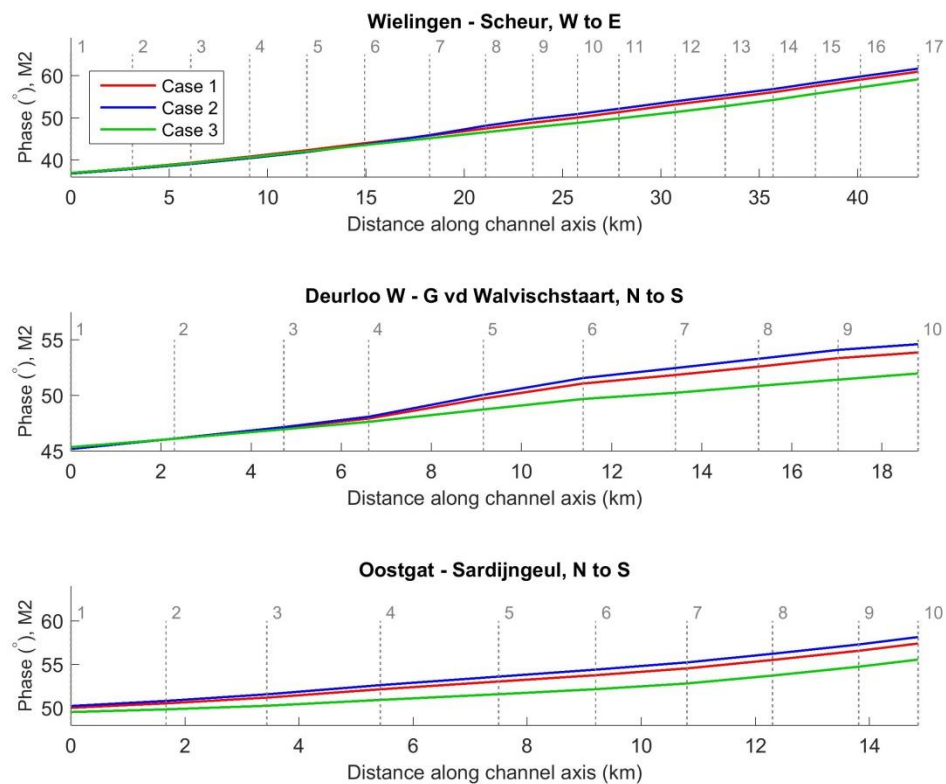 Wielingen - Scheur, W to E
1 2 3 4 5 6 7 8 9 10 11 12 13 14 15 16 17
Phase (°), M2
60
50
40
Case 1
Case 2
Case 3
0 5 10 15 20 25 30 35 40
Distance along channel axis (km)
Deurloo W - G vd Walvischstaart, N to S
1 2 3 4 5 6 7 8 9 10
Phase (°), M2
55
50
45
0 2 4 6 8 10 12 14 16 18
Distance along channel axis (km)
Oostgat - Sardijngeul, N to S
1 2 3 4 5 6 7 8 9 10
Phase (°), M2
60
55
50
0 2 4 6 8 10 12 14
Distance along channel axis (km)